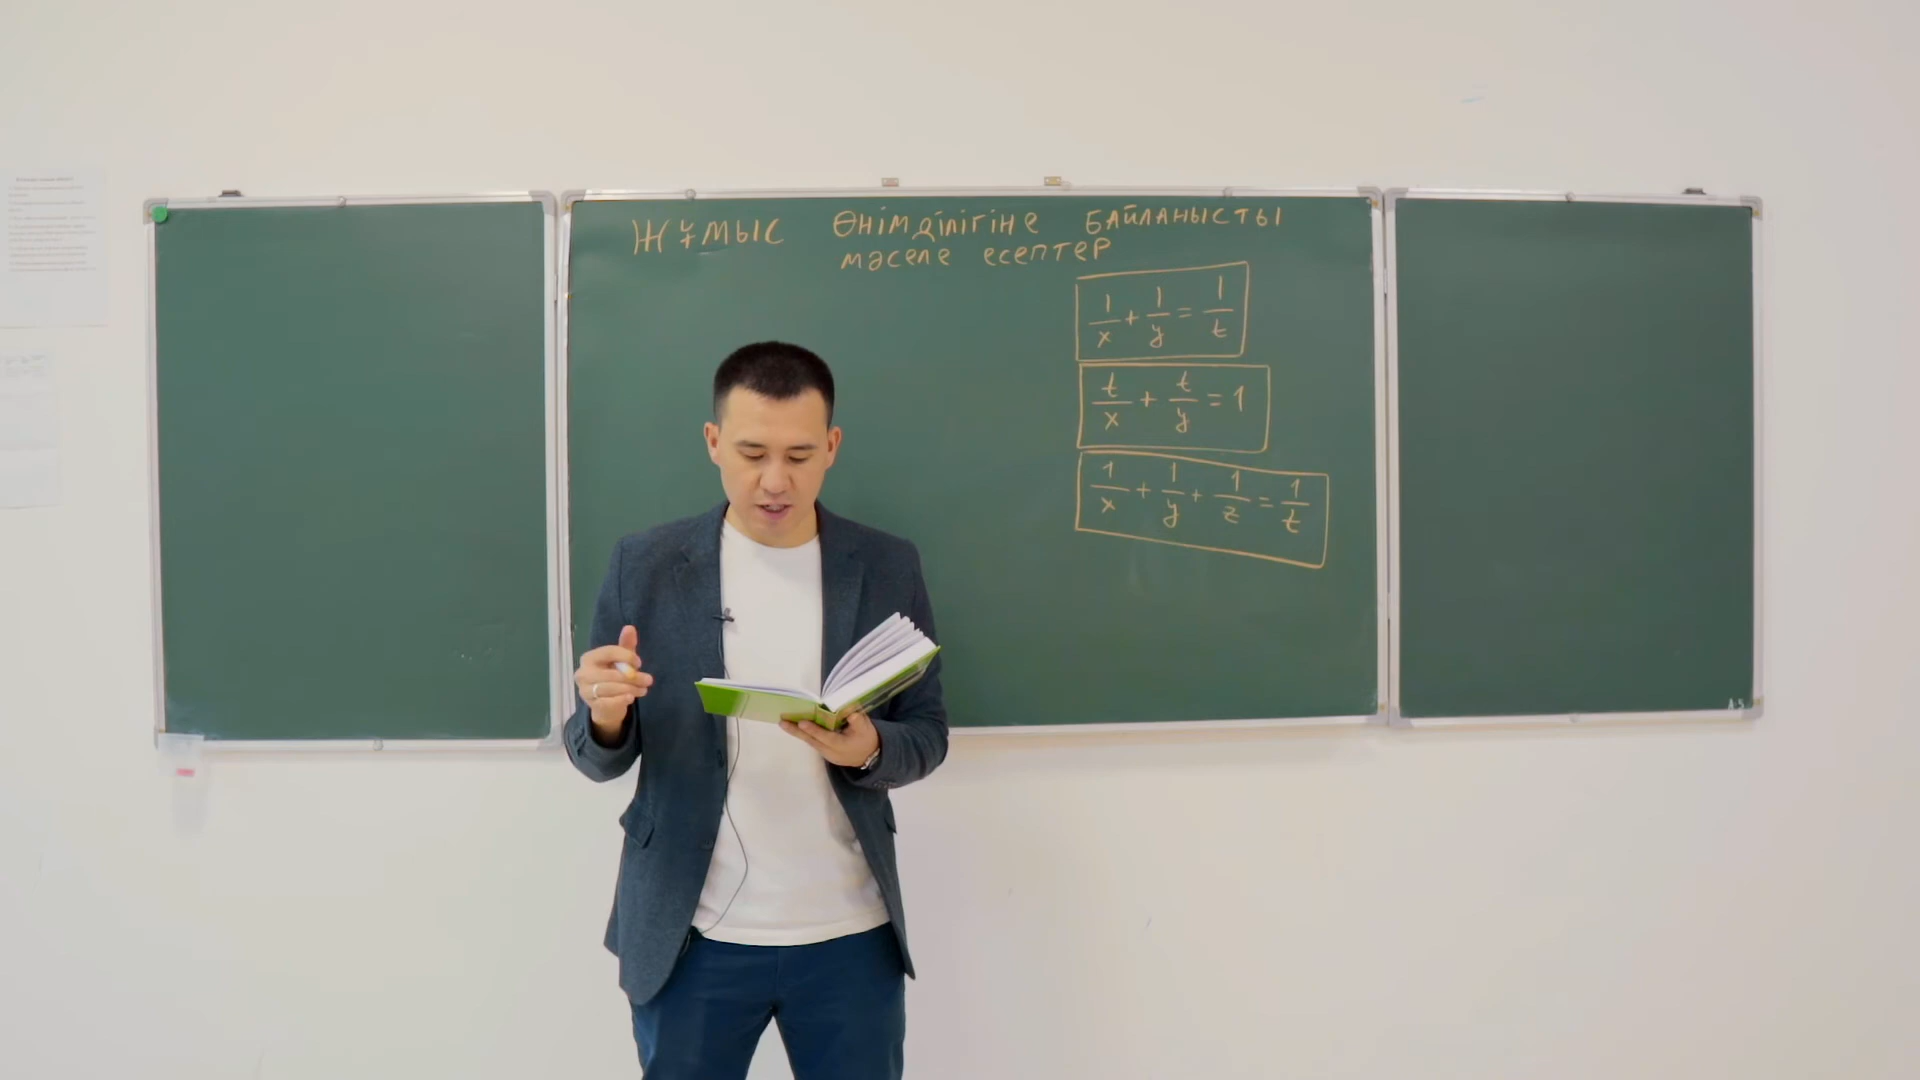 ЖҰМЫС ӨНІМДІЛІГІНЕ БАЙЛАНЫСТЫ
МӘСЕЛЕ ЕСЕПТЕР
1/x + 1/y = 1/t
t/x + t/y = 1
1/x + 1/y + 1/z = 1/t